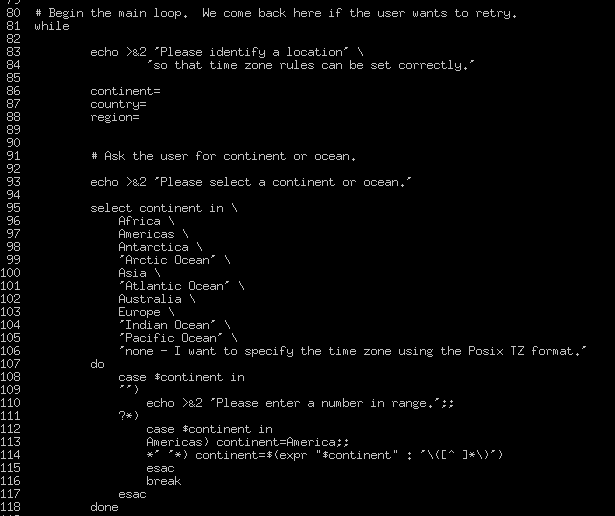 80 # Begin the main loop.  We come back here if the user wants to retry.
81 while
82
83         echo >&2 "Please identify a location" \
84                 "so that time zone rules can be set correctly."
85
86         continent=
87         country=
88         region=
89
90
91         # Ask the user for continent or ocean.
92
93         echo >&2 "Please select a continent or ocean."
94
95         select continent in \
96             Africa \
97             Americas \
98             Antarctica \
99             "Arctic Ocean" \
100             Asia \
101             "Atlantic Ocean" \
102             Australia \
103             Europe \
104             "Indian Ocean" \
105             "Pacific Ocean" \
106             "none - I want to specify the time zone using the Posix TZ format."
107         do
108             case $continent in
109             "")
110                 echo >&2 "Please enter a number in range.";;
111             ?*)
112                 case $continent in
113                 Americas) continent=America;;
114                 *" "*) continent=$(expr "$continent" : '\([^ ]*\)')
115                 esac
116                 break
117             esac
118         done